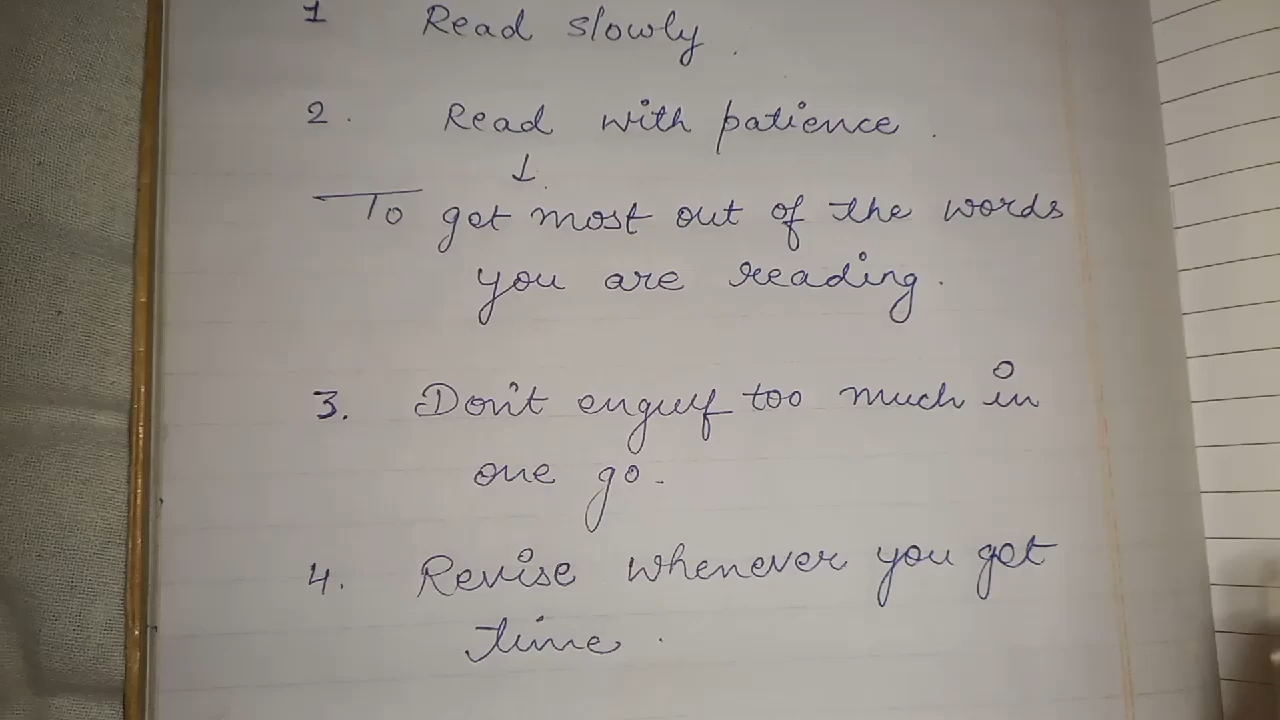 1 Read slowly.
2. Read with patience.
↓
To get most out of the words
you are reading.
3. Don't engulf too much in
one go.
4. Revise whenever you get
time.